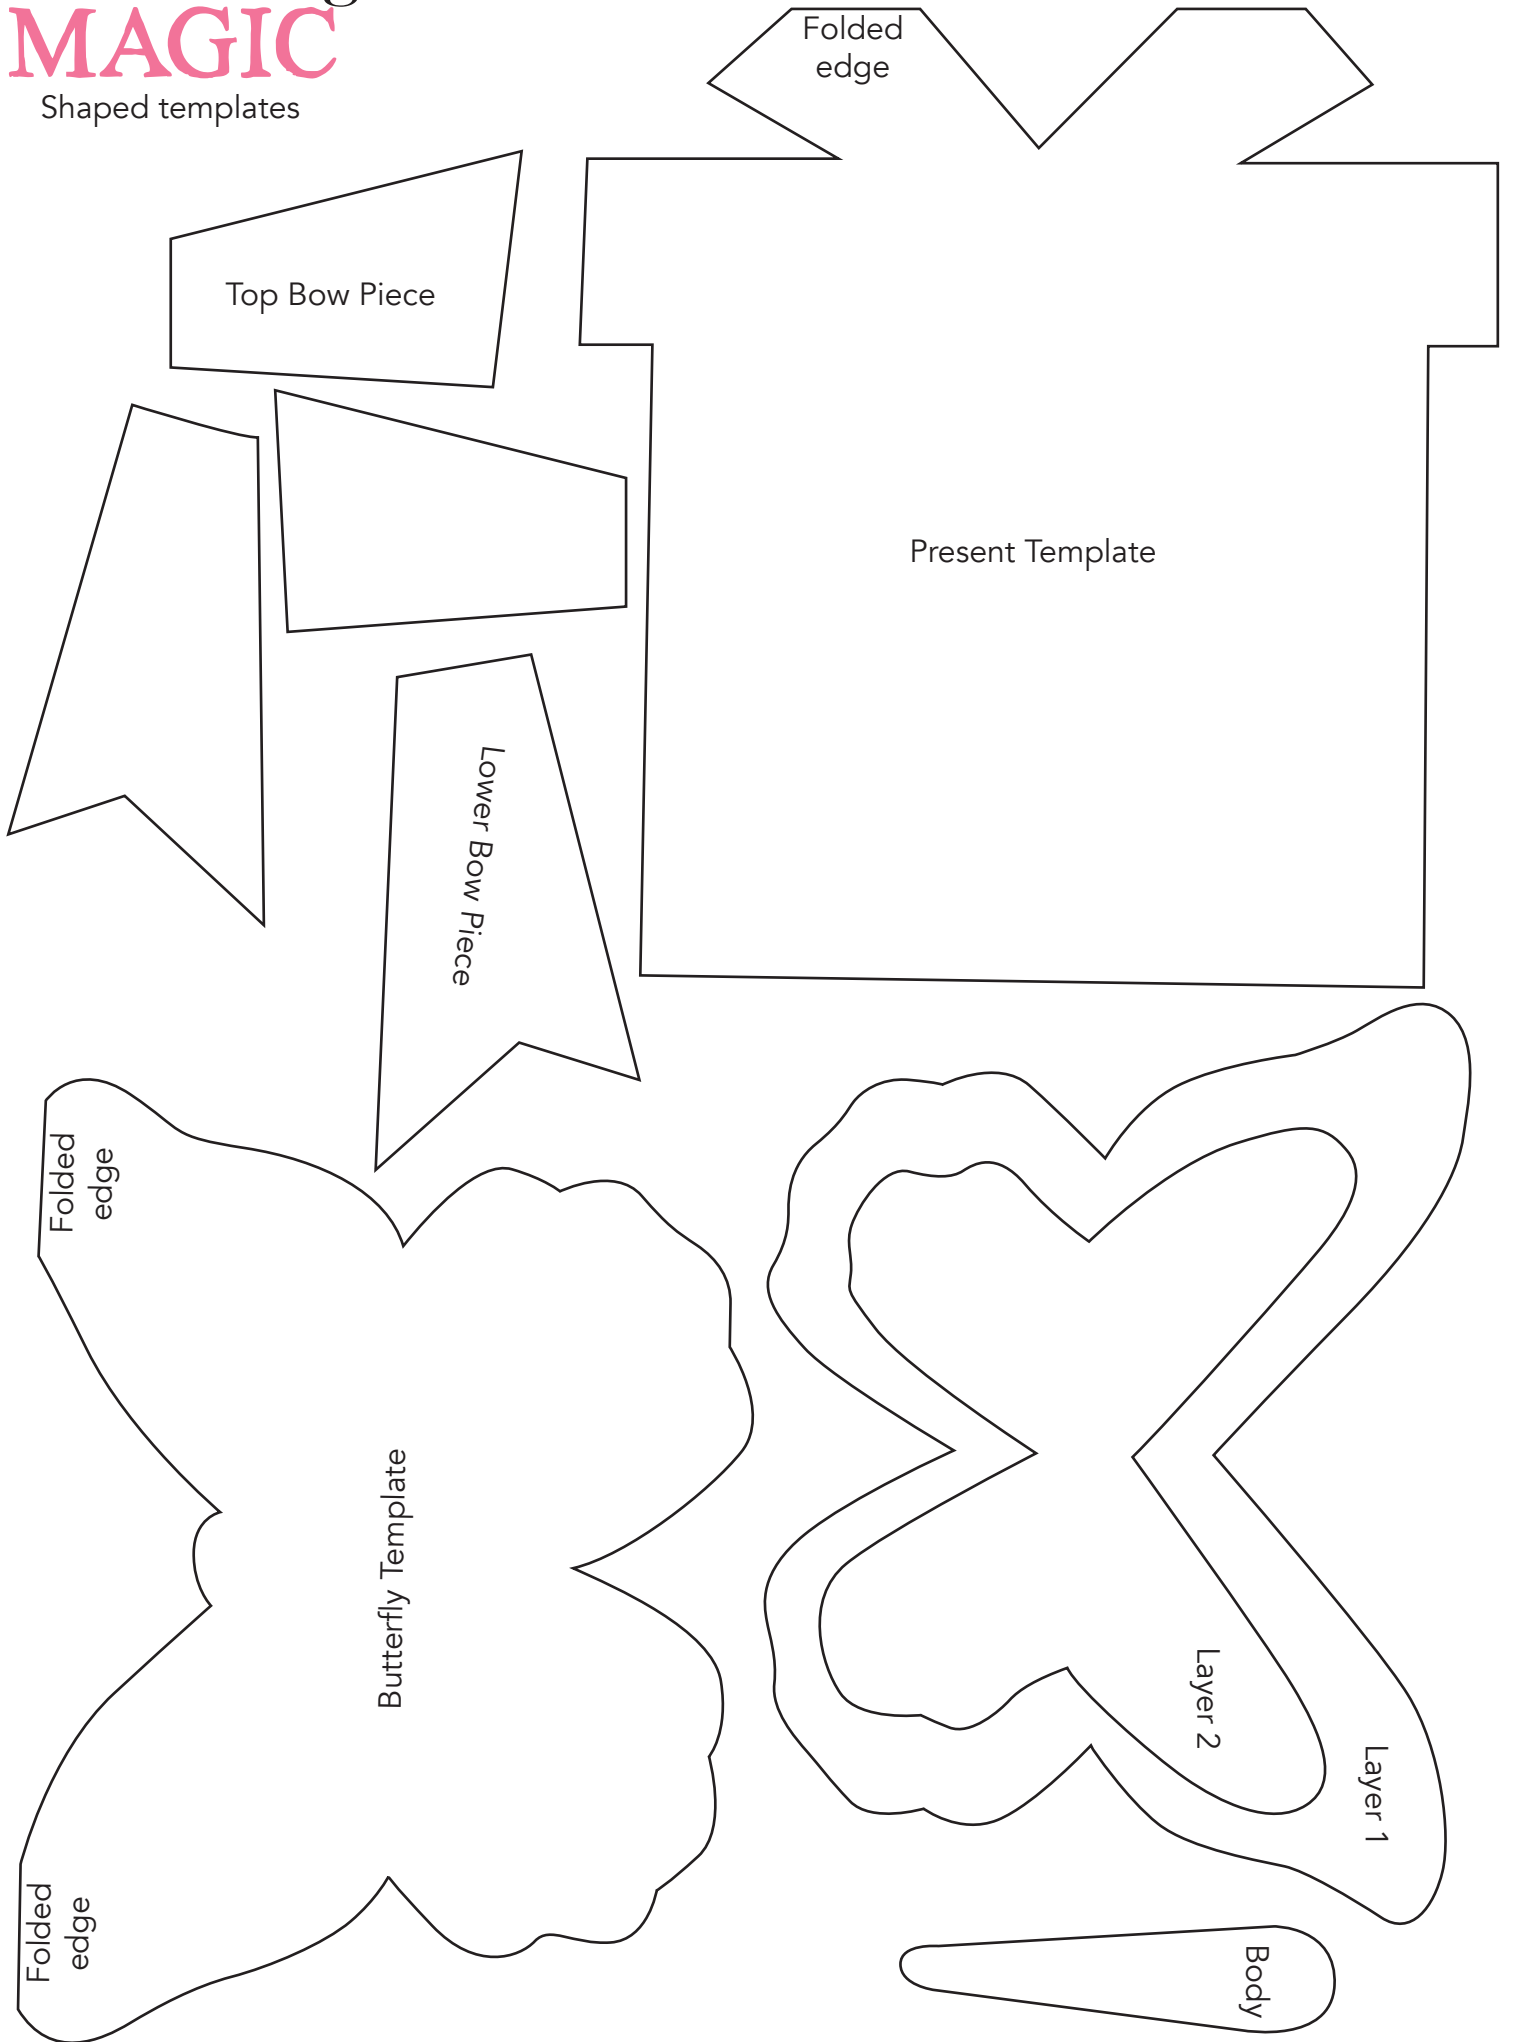 MAGIC
Shaped templates
Folded
edge
Top Bow Piece
Present Template
Lower Bow Piece
Folded
edge
Butterfly Template
Folded
edge
Layer 2
Layer 1
Body